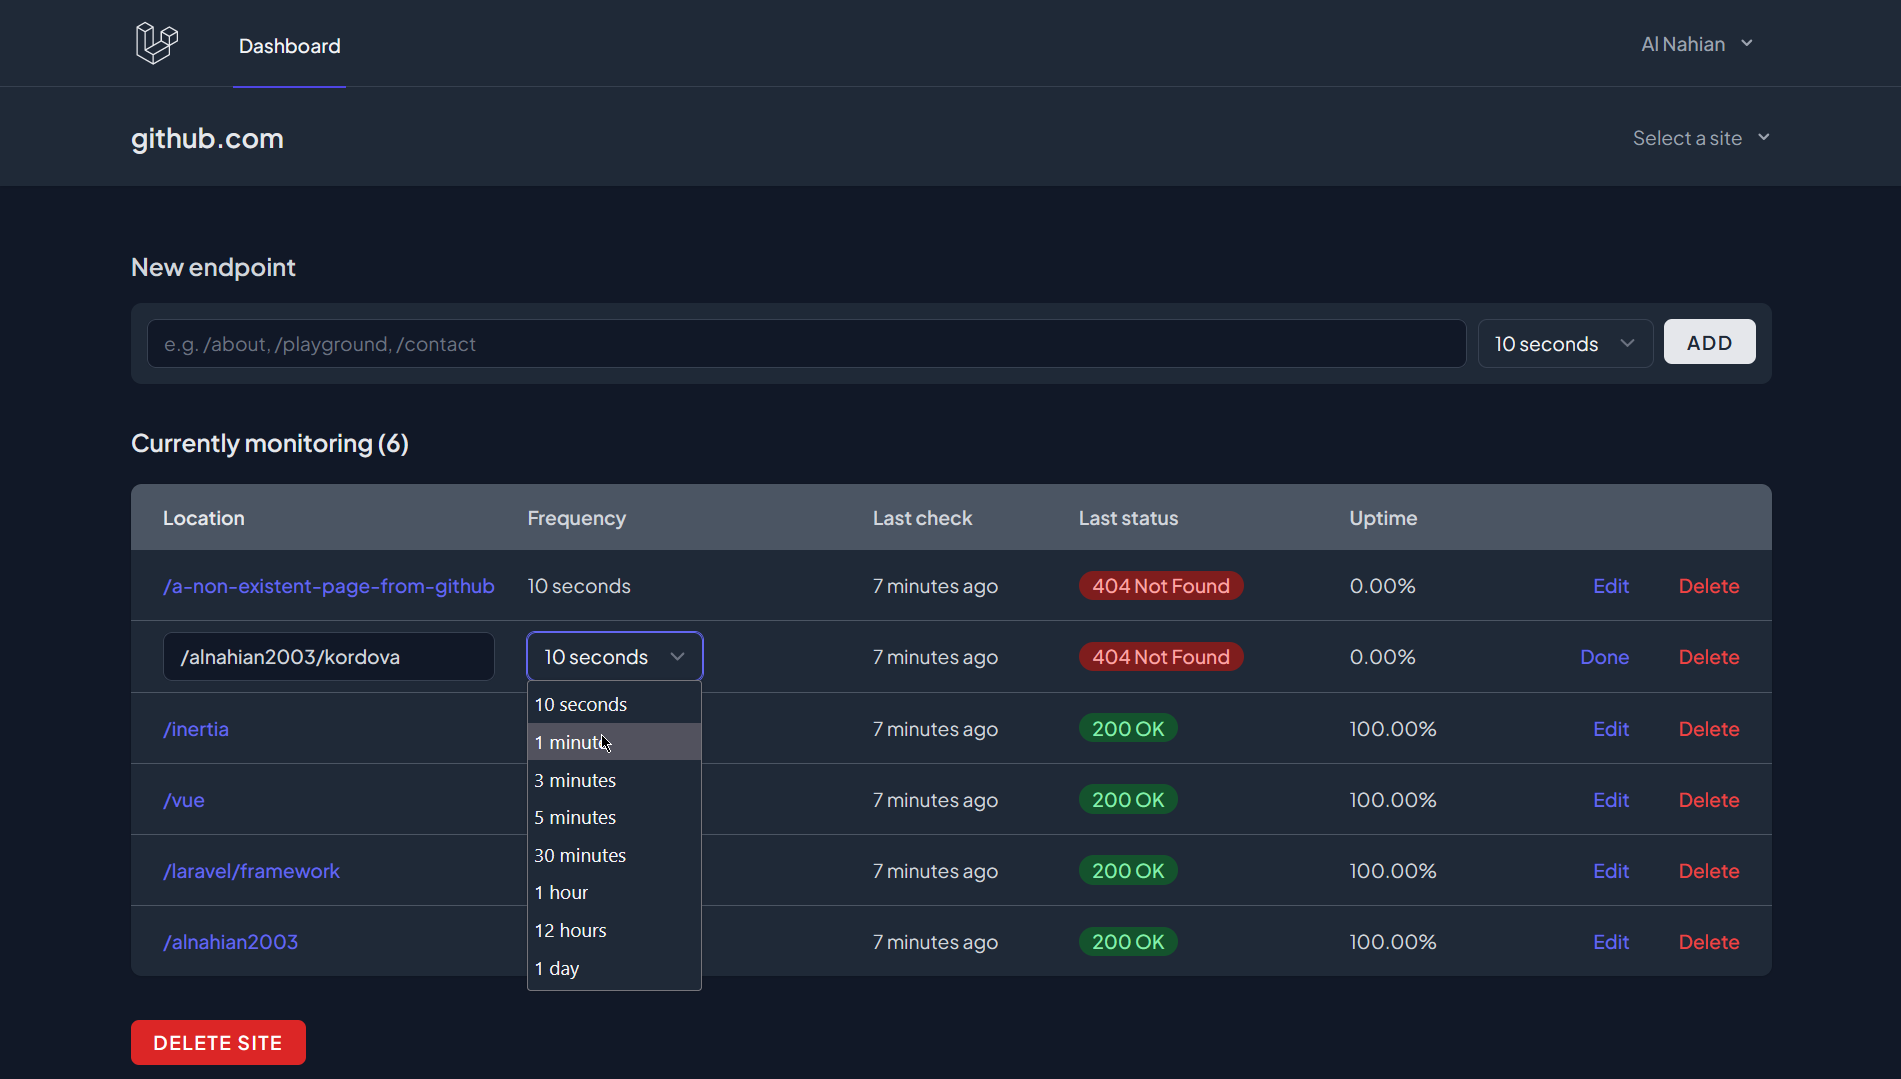 Dashboard
Al Nahian
github.com
Select a site
New endpoint
e.g. /about, /playground, /contact
10 seconds
ADD
Currently monitoring (6)
Location Frequency Last check Last status Uptime
/a-non-existent-page-from-github 10 seconds 7 minutes ago 404 Not Found 0.00% Edit Delete
/alnahian2003/kordova 10 seconds 7 minutes ago 404 Not Found 0.00% Done Delete
10 seconds
/inertia 7 minutes ago 200 OK 100.00% Edit Delete
1 minute
3 minutes
/vue 7 minutes ago 200 OK 100.00% Edit Delete
5 minutes
30 minutes
/laravel/framework 7 minutes ago 200 OK 100.00% Edit Delete
1 hour
12 hours
/alnahian2003 7 minutes ago 200 OK 100.00% Edit Delete
1 day
DELETE SITE